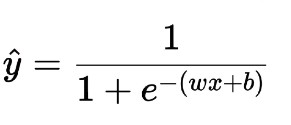 ŷ = 1 / (1 + e^{-(wx+b)})